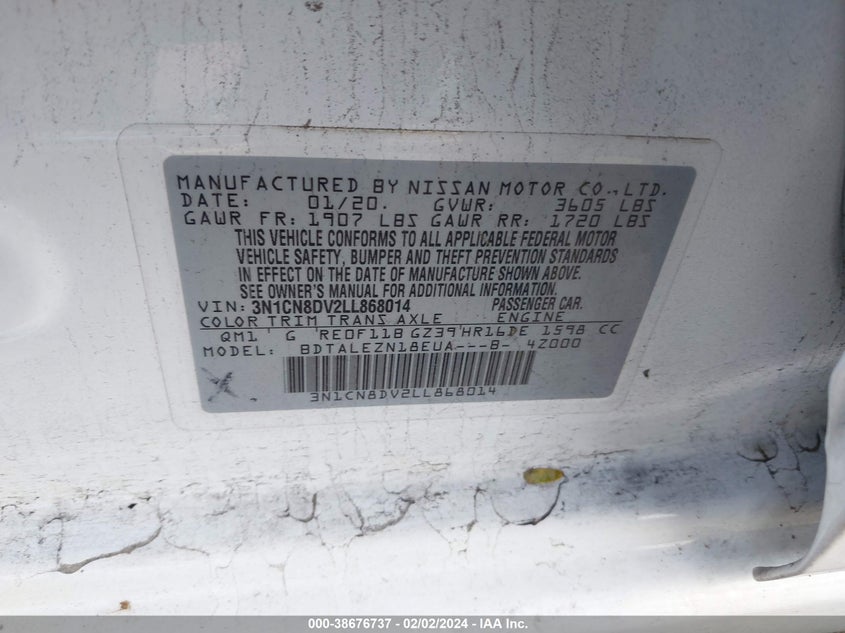 MANUFACTURED BY NISSAN MOTOR CO.,LTD.
DATE: 01/20. GVWR: 3605 LBS
GAWR FR: 1907 LBS GAWR RR: 1720 LBS
THIS VEHICLE CONFORMS TO ALL APPLICABLE FEDERAL MOTOR
VEHICLE SAFETY, BUMPER AND THEFT PREVENTION STANDARDS
IN EFFECT ON THE DATE OF MANUFACTURE SHOWN ABOVE.
SEE OWNER'S MANUAL FOR ADDITIONAL INFORMATION.
VIN: 3N1CN8DV2LL868014 PASSENGER CAR.
COLOR TRIM TRANS AXLE ENGINE
QM1 G RE0F11B GZ39 HR16DE 1598 CC
MODEL: BDTALEZN18EUA---B- 4Z000
3N1CN8DV2LL868014
000-38676737 - 02/02/2024 - IAA Inc.